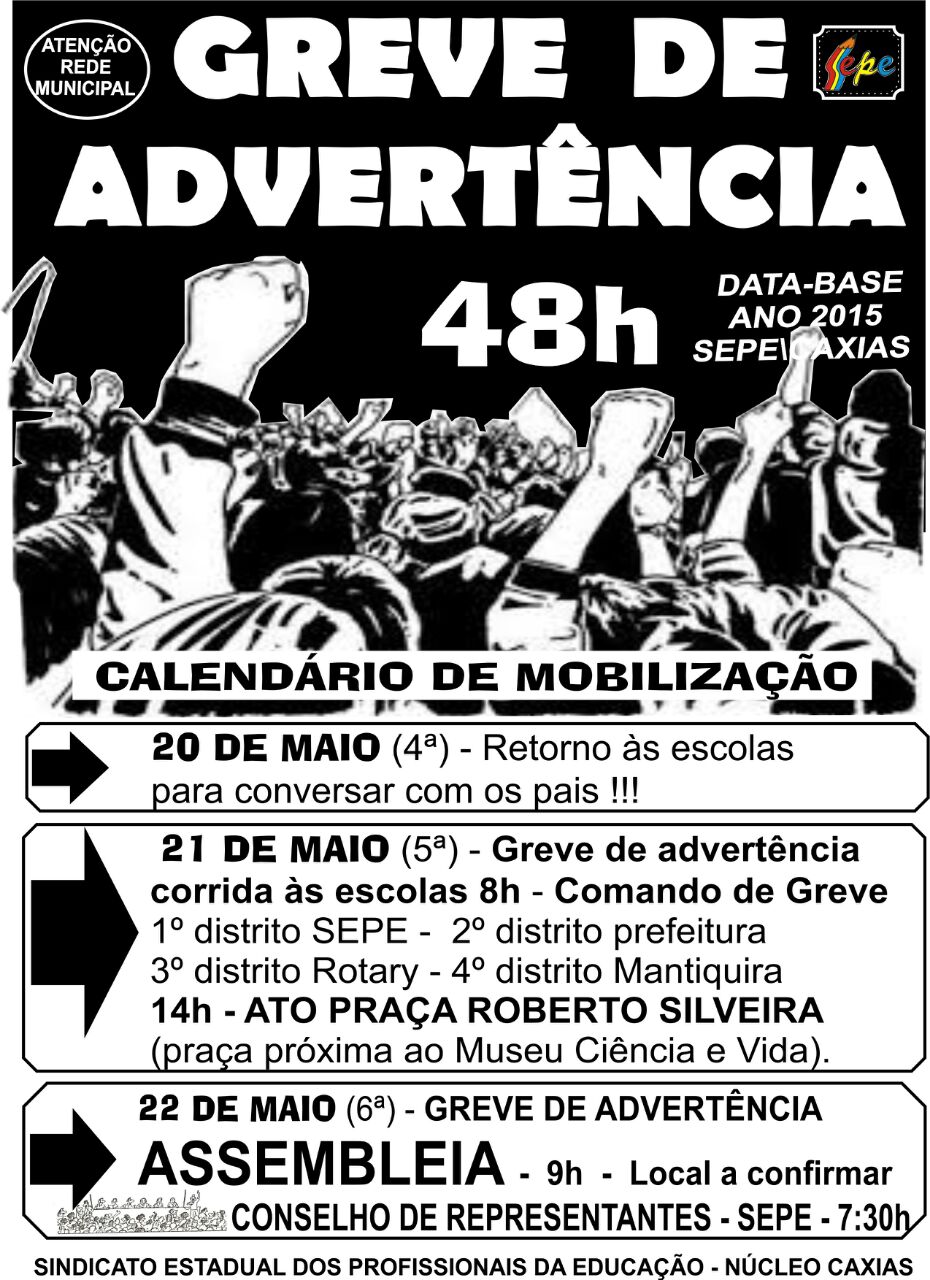 ATENÇÃO
REDE
MUNICIPAL
GREVE DE
Sepe
ADVERTÊNCIA
48h
DATA-BASE
ANO 2015
SEPE\CAXIAS
CALENDÁRIO DE MOBILIZAÇÃO
20 DE MAIO (4ª) - Retorno às escolas
para conversar com os pais !!!
21 DE MAIO (5ª) - Greve de advertência
corrida às escolas 8h - Comando de Greve
1º distrito SEPE - 2º distrito prefeitura
3º distrito Rotary - 4º distrito Mantiquira
14h - ATO PRAÇA ROBERTO SILVEIRA
(praça próxima ao Museu Ciência e Vida).
22 DE MAIO (6ª) - GREVE DE ADVERTÊNCIA
ASSEMBLEIA - 9h - Local a confirmar
CONSELHO DE REPRESENTANTES - SEPE - 7:30h
SINDICATO ESTADUAL DOS PROFISSIONAIS DA EDUCAÇÃO - NÚCLEO CAXIAS